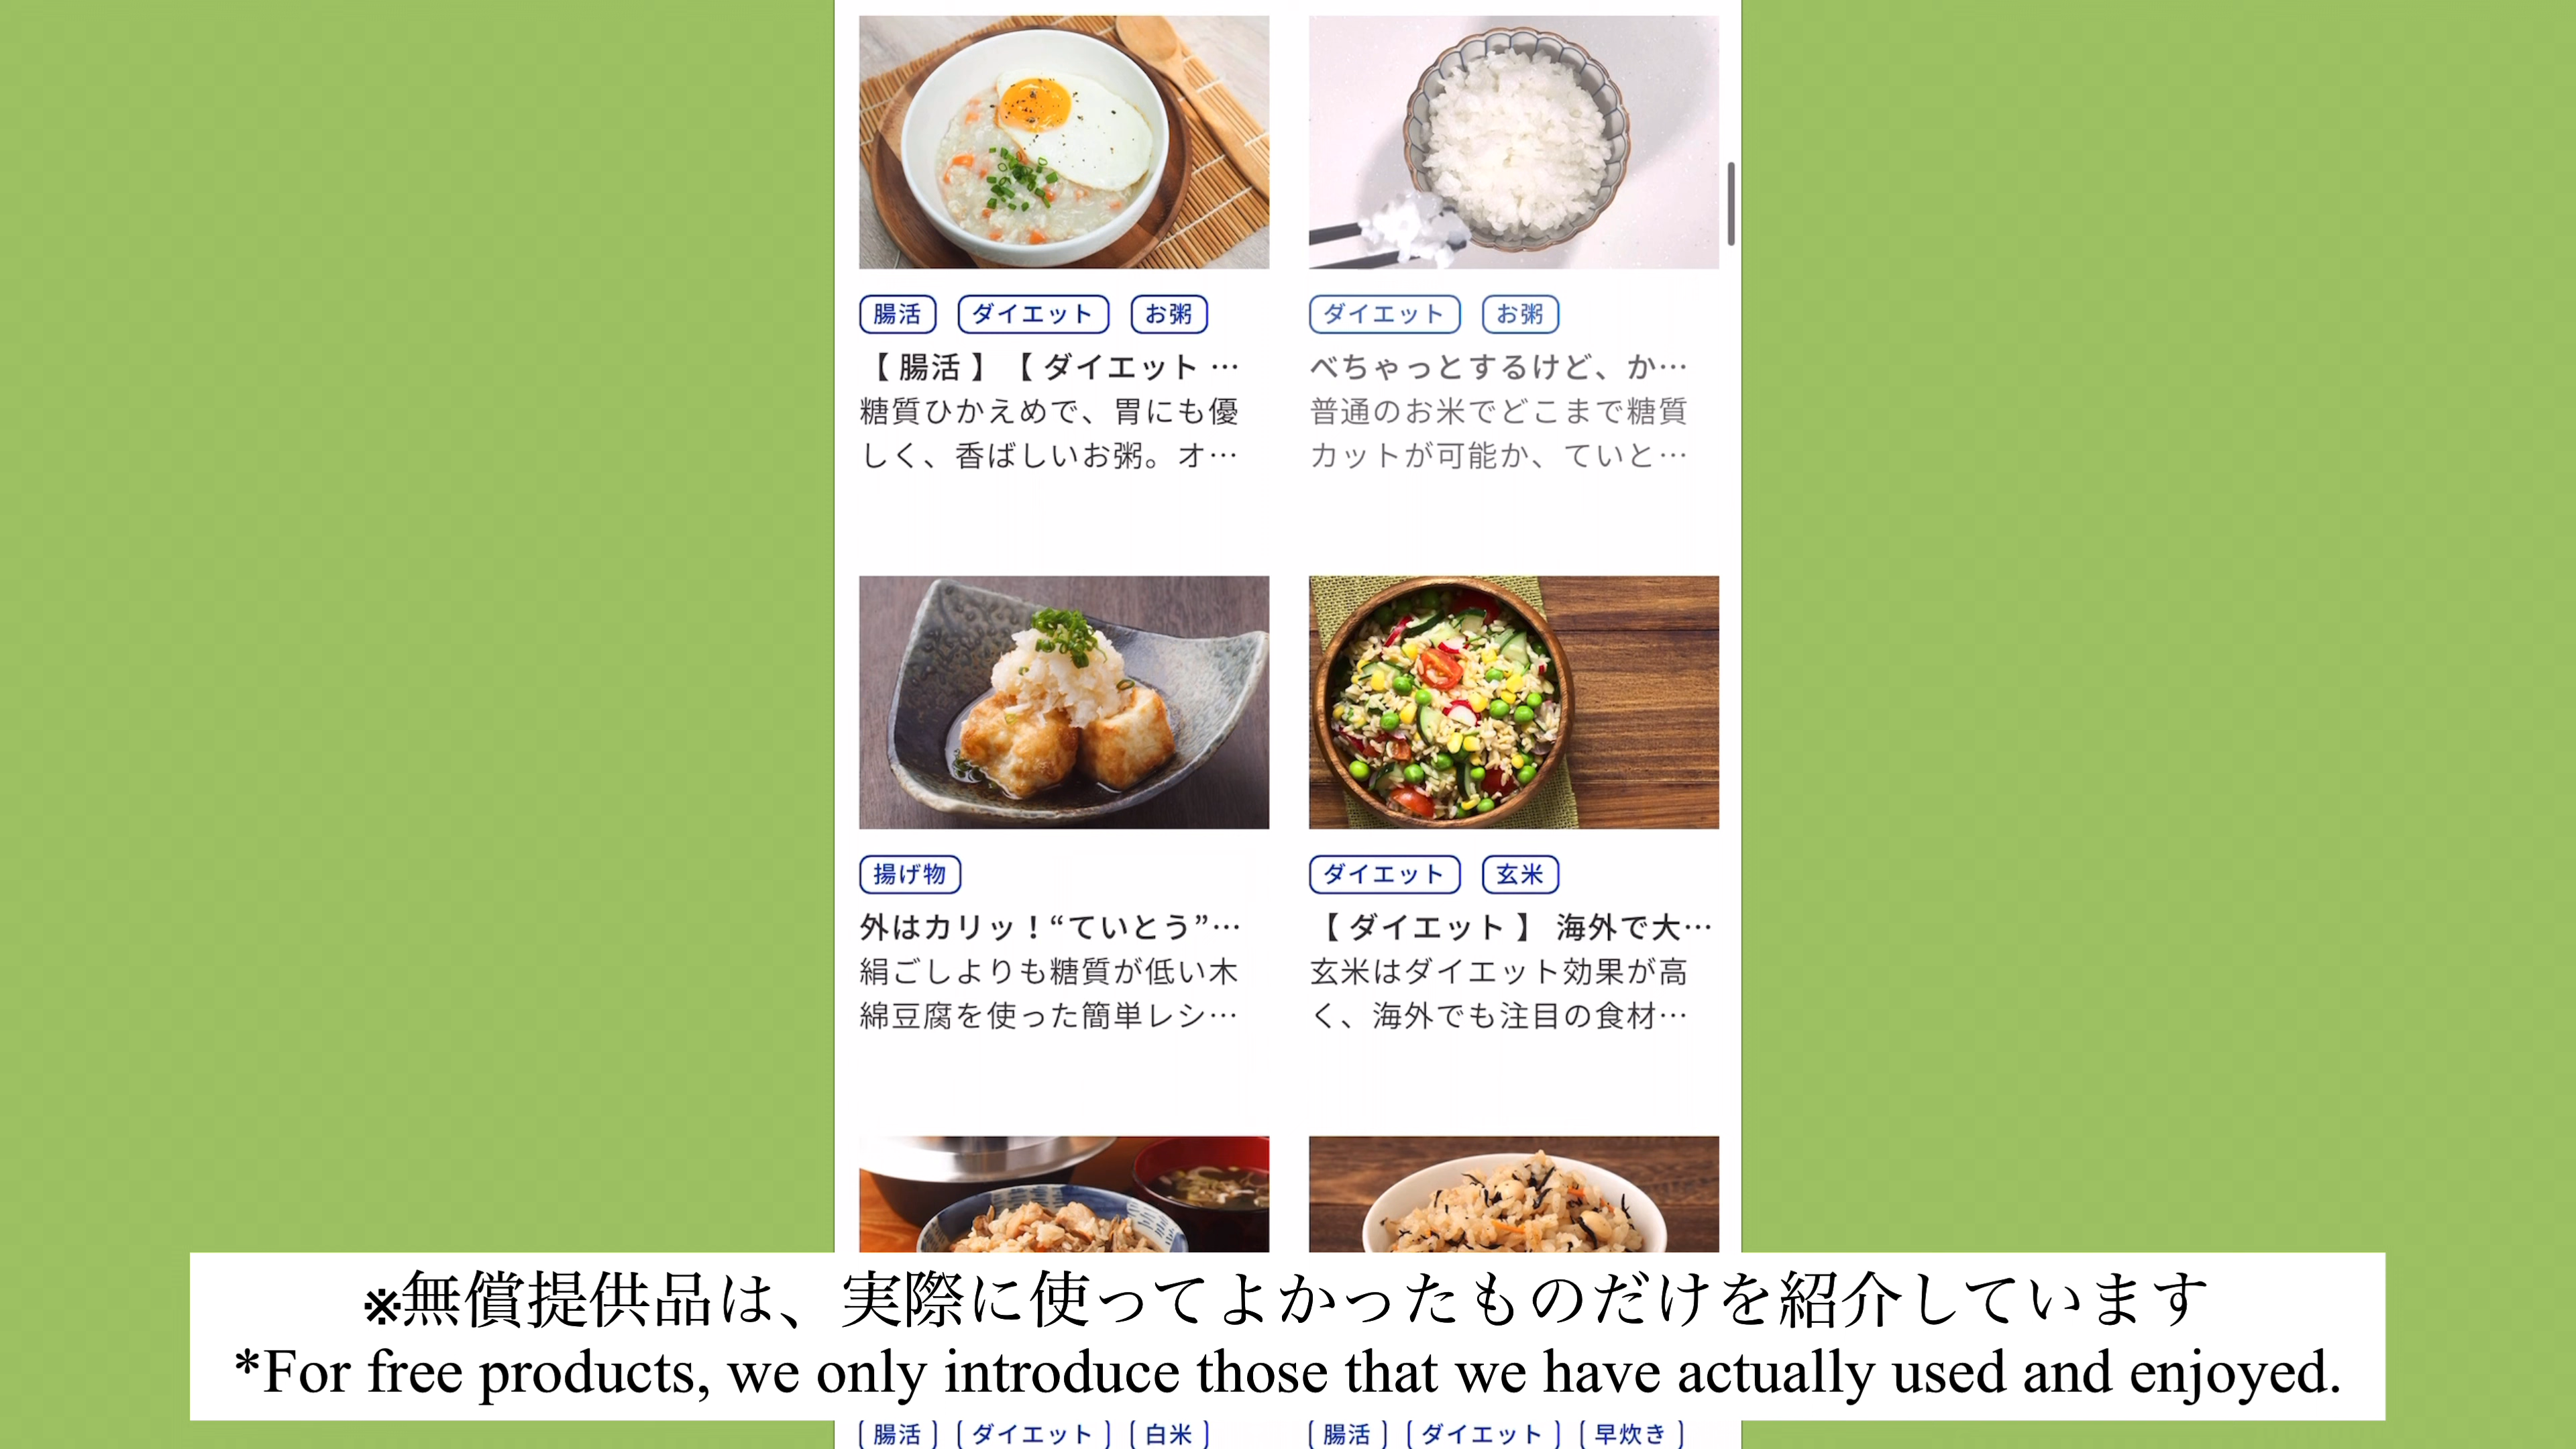 腸活 ダイエット お粥
【 腸活 】【 ダイエット …
糖質ひかえめで、胃にも優
しく、香ばしいお粥。オ…
ダイエット お粥
べちゃっとするけど、か…
普通のお米でどこまで糖質
カットが可能か、ていと…
揚げ物
外はカリッ！“ていとう”…
絹ごしよりも糖質が低い木
綿豆腐を使った簡単レシ…
ダイエット 玄米
【 ダイエット 】 海外で大…
玄米はダイエット効果が高
く、海外でも注目の食材…
※無償提供品は、実際に使ってよかったものだけを紹介しています
*For free products, we only introduce those that we have actually used and enjoyed.
腸活 ダイエット 白米
腸活 ダイエット 早炊き